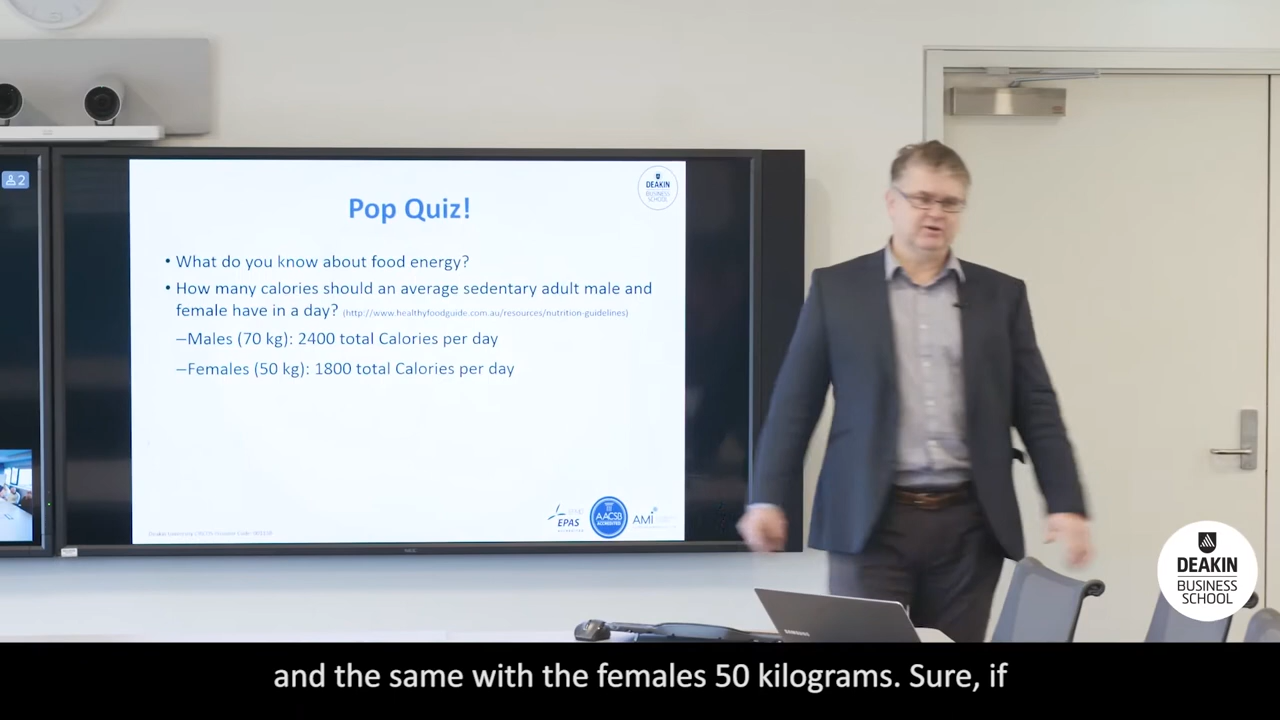 2
DEAKIN
BUSINESS
SCHOOL
Pop Quiz!
• What do you know about food energy?
• How many calories should an average sedentary adult male and
female have in a day? (http://www.healthyfoodguide.com.au/resources/nutrition-guidelines)
–Males (70 kg): 2400 total Calories per day
–Females (50 kg): 1800 total Calories per day
EPAS
AACSB
ACCREDITED
AMI
NEC
SAMSUNG
DEAKIN
BUSINESS
SCHOOL
and the same with the females 50 kilograms. Sure, if